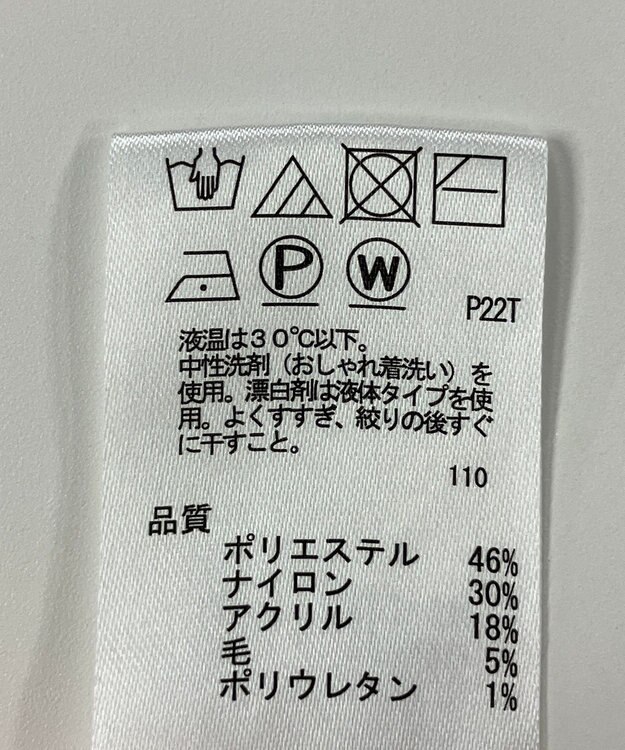 P W
P22T
液温は30℃以下。
中性洗剤（おしゃれ着洗い）を
使用。漂白剤は液体タイプを使
用。よくすすぎ、絞りの後すぐ
に干すこと。
110
品質
ポリエステル 46%
ナイロン 30%
アクリル 18%
毛 5%
ポリウレタン 1%